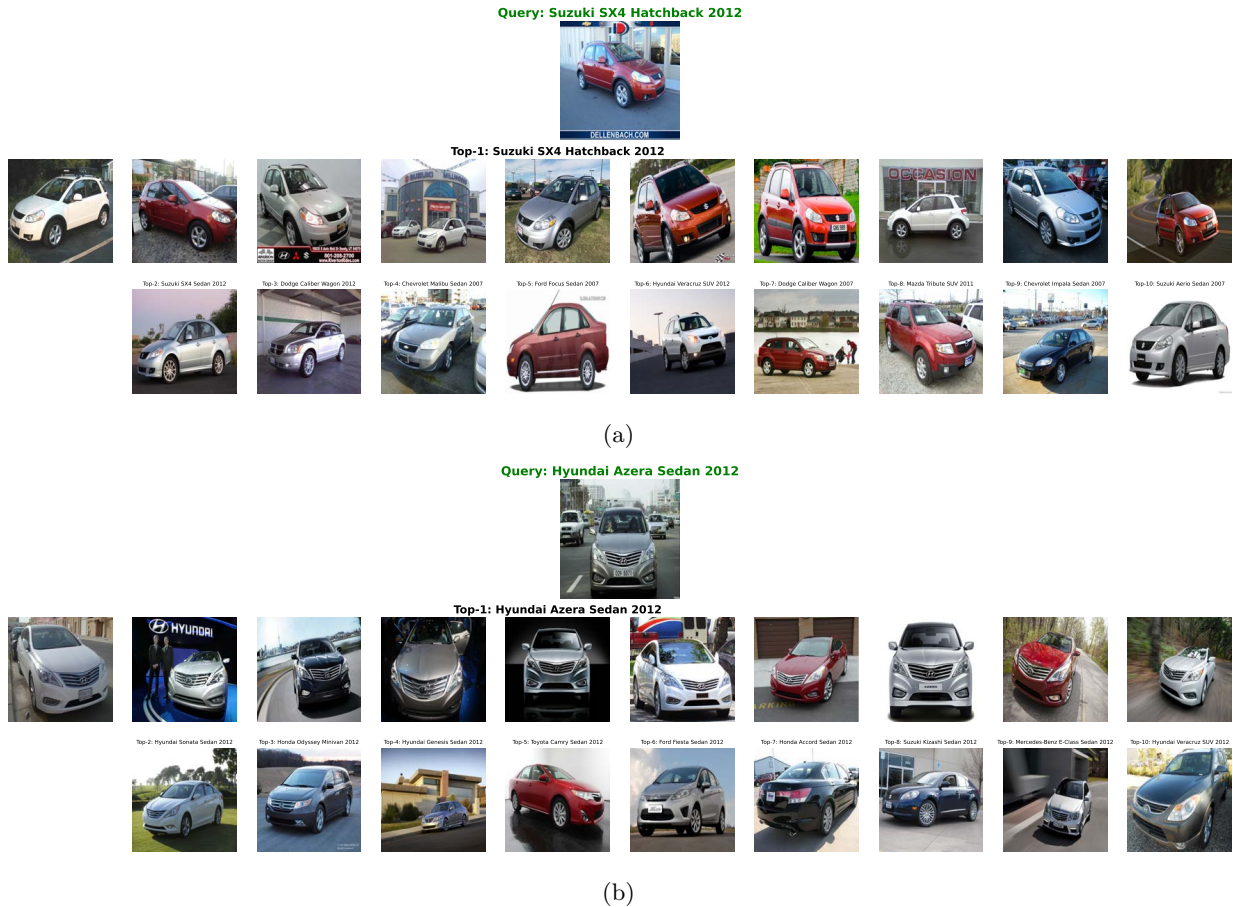 Query: Suzuki SX4 Hatchback 2012
DELLENBACH.COM
Top-1: Suzuki SX4 Hatchback 2012
SUZUKI
OCCASION
801-208-2700
Top-2: Suzuki SX4 Sedan 2012
Top-3: Dodge Caliber Wagon 2012
Top-4: Chevrolet Malibu Sedan 2007
Top-5: Ford Focus Sedan 2007
Top-6: Hyundai Veracruz SUV 2012
Top-7: Dodge Caliber Wagon 2007
Top-8: Mazda Tribute SUV 2011
Top-9: Chevrolet Impala Sedan 2007
Top-10: Suzuki Aerio Sedan 2007
(a)
Query: Hyundai Azera Sedan 2012
Top-1: Hyundai Azera Sedan 2012
HYUNDAI
Top-2: Hyundai Sonata Sedan 2012
Top-3: Honda Odyssey Minivan 2012
Top-4: Hyundai Genesis Sedan 2012
Top-5: Toyota Camry Sedan 2012
Top-6: Ford Fiesta Sedan 2012
Top-7: Honda Accord Sedan 2012
Top-8: Suzuki Kizashi Sedan 2012
Top-9: Mercedes-Benz E-Class Sedan 2012
Top-10: Hyundai Veracruz SUV 2012
(b)